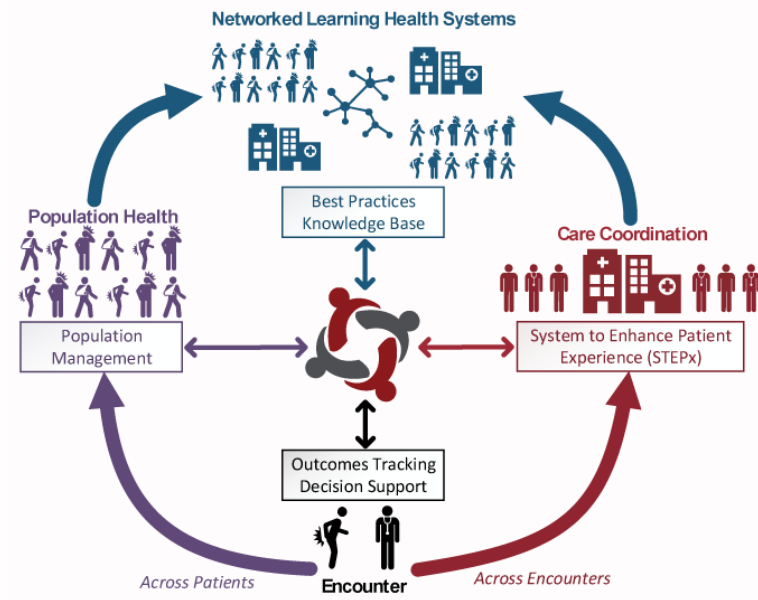 Networked Learning Health Systems
Best Practices
Knowledge Base
Population Health
Care Coordination
Population
Management
System to Enhance Patient
Experience (STEPx)
Outcomes Tracking
Decision Support
Across Patients
Encounter
Across Encounters